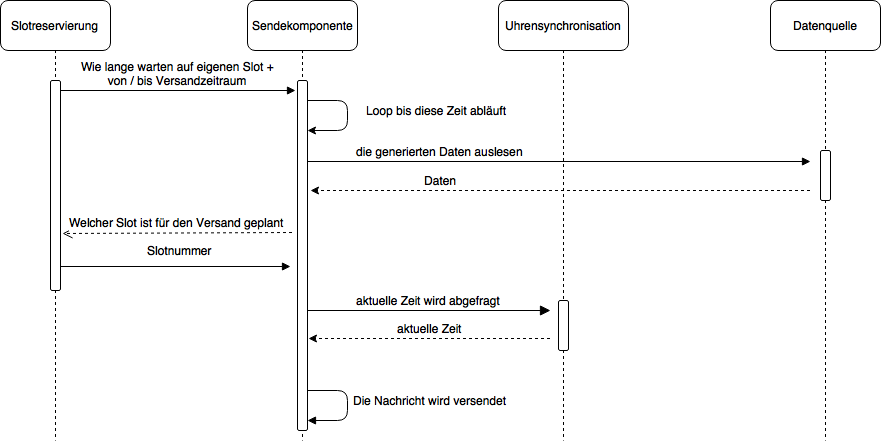 Slotreservierung
Sendekomponente
Uhrensynchronisation
Datenquelle
Wie lange warten auf eigenen Slot +
von / bis Versandzeitraum
Loop bis diese Zeit abläuft
die generierten Daten auslesen
Daten
Welcher Slot ist für den Versand geplant
Slotnummer
aktuelle Zeit wird abgefragt
aktuelle Zeit
Die Nachricht wird versendet